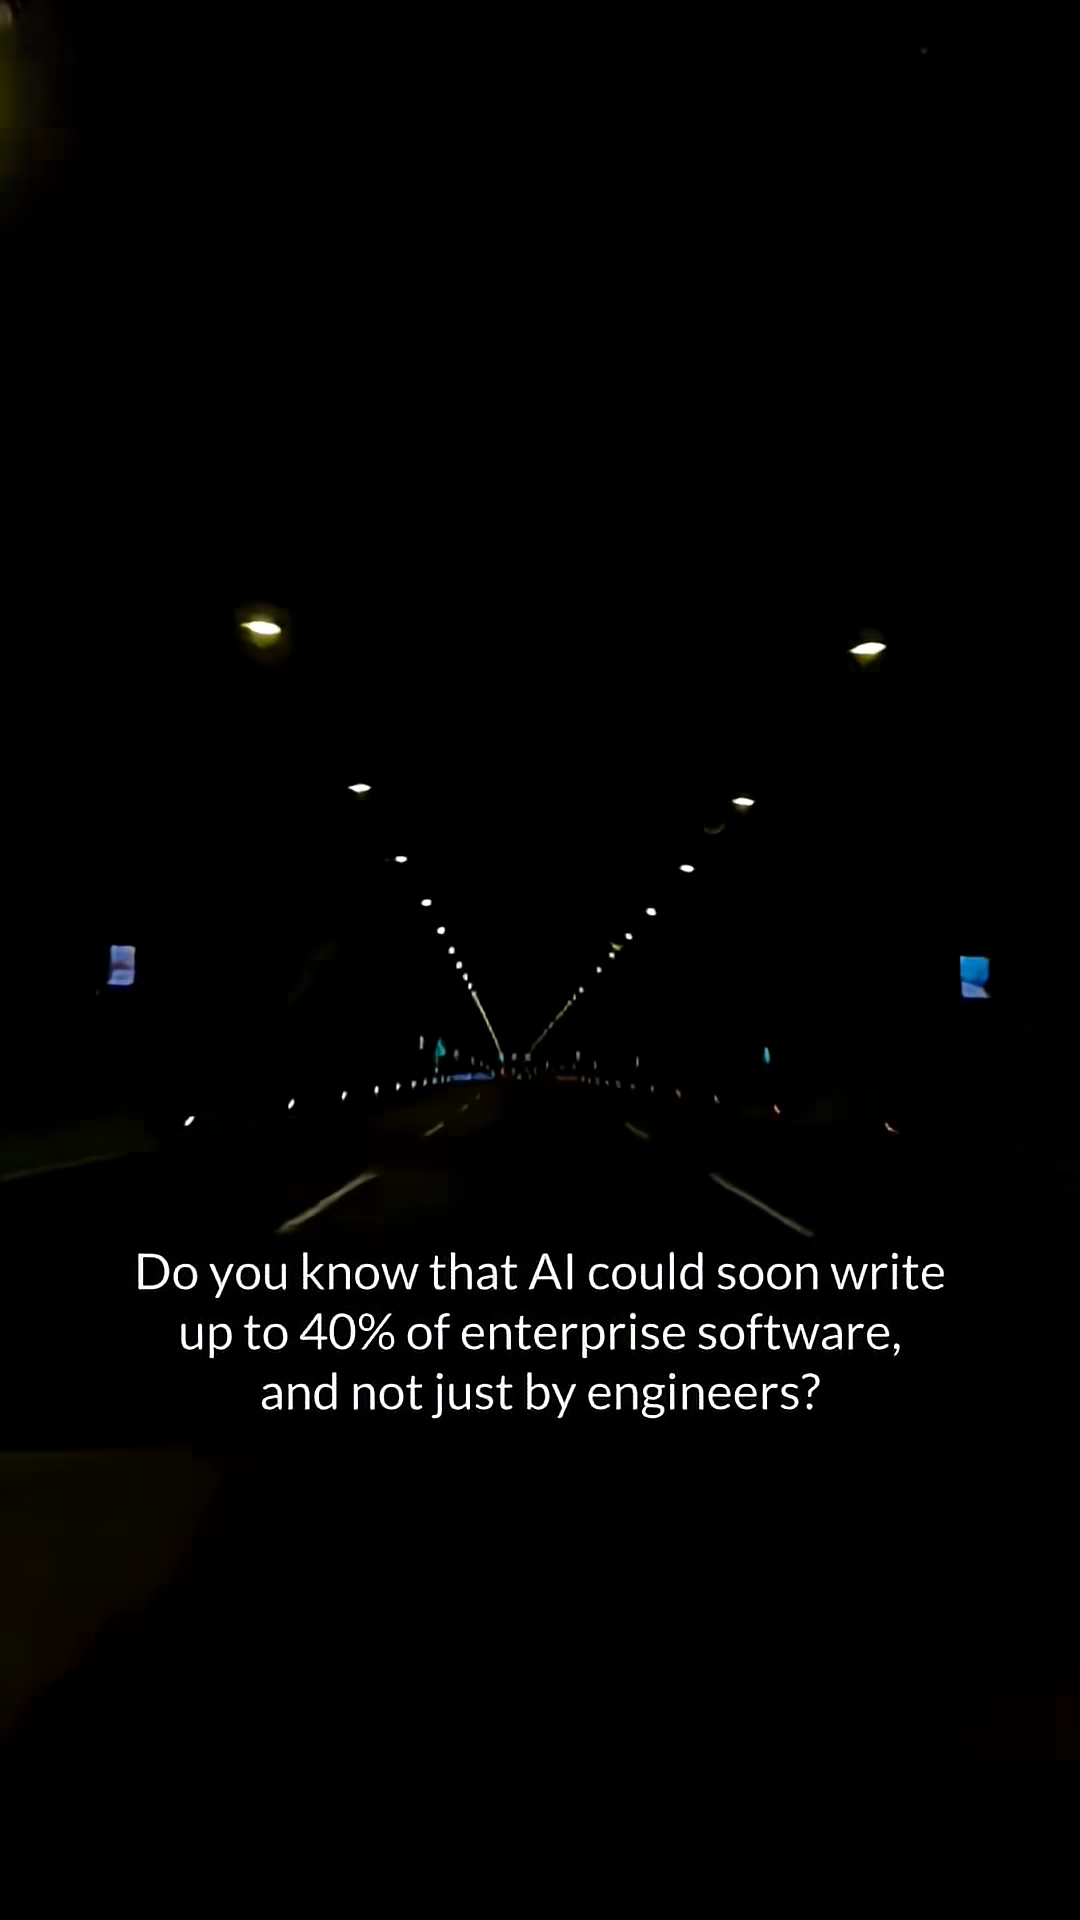 Do you know that AI could soon write
up to 40% of enterprise software,
and not just by engineers?